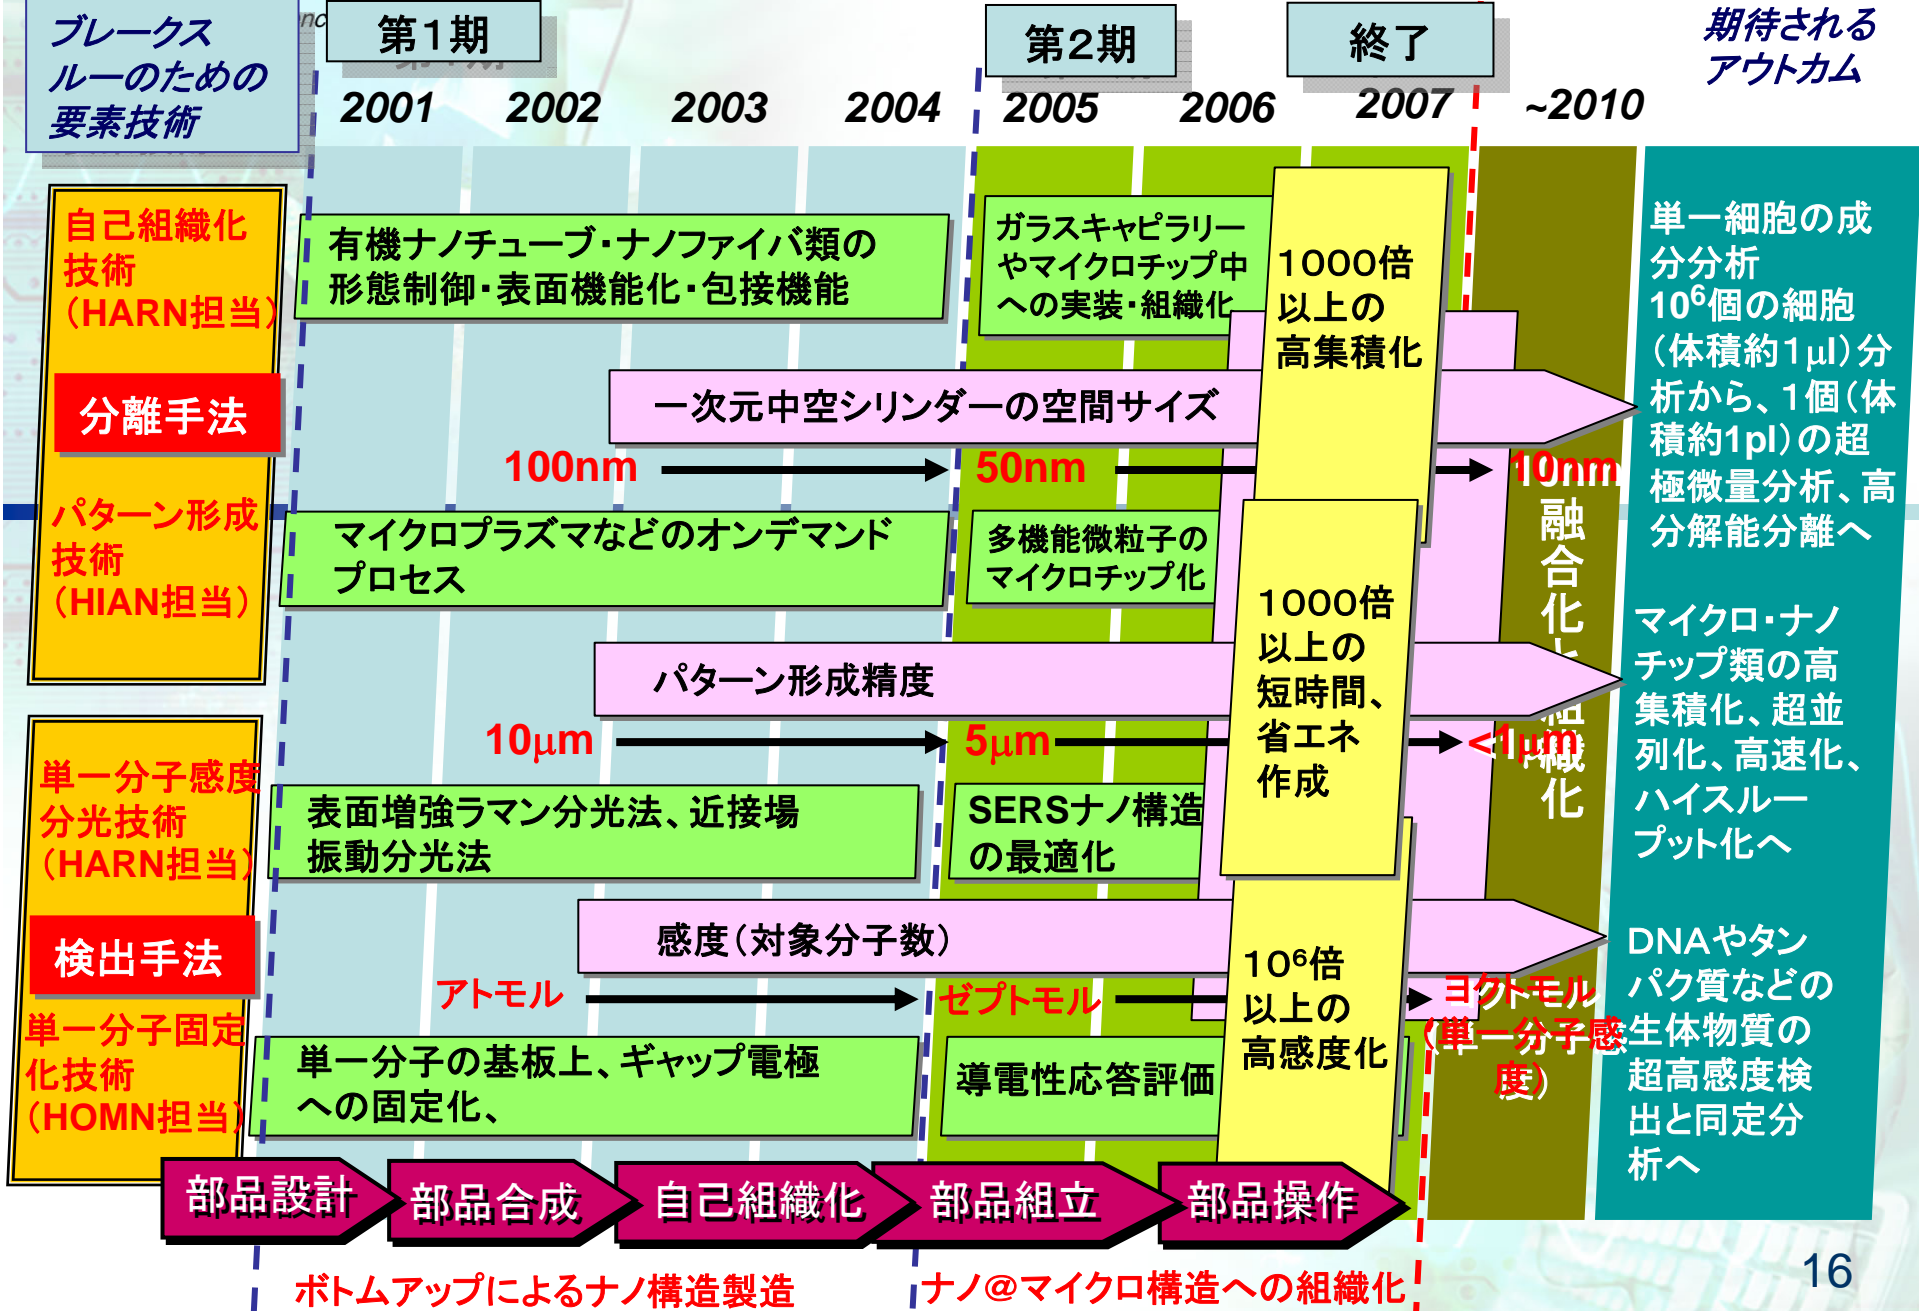 ブレークス
ルーのための
要素技術
第1期
第2期
終了
期待される
アウトカム
2001 2002 2003 2004 2005 2006 2007 ~2010
自己組織化
技術
（HARN担当）
分離手法
パターン形成
技術
（HIAN担当）
有機ナノチューブ・ナノファイバ類の
形態制御・表面機能化・包接機能
ガラスキャピラリー
やマイクロチップ中
への実装・組織化
1000倍
以上の
高集積化
一次元中空シリンダーの空間サイズ
100nm
50nm
10nm
マイクロプラズマなどのオンデマンド
プロセス
多機能微粒子の
マイクロチップ化
1000倍
以上の
短時間、
省エネ
作成
パターン形成精度
10μm
5μm
<1μm
融合化と組織化
単一分子感度
分光技術
（HARN担当）
検出手法
単一分子固定
化技術
（HOMN担当）
表面増強ラマン分光法、近接場
振動分光法
SERSナノ構造
の最適化
感度（対象分子数）
10⁶倍
以上の
高感度化
アトモル
ゼプトモル
ヨクトモル
（単一分子感
度）
単一分子の基板上、ギャップ電極
への固定化、
導電性応答評価
単一細胞の成
分分析
10⁶個の細胞
（体積約1μl）分
析から、1個（体
積約1pl）の超
極微量分析、高
分解能分離へ
マイクロ・ナノ
チップ類の高
集積化、超並
列化、高速化、
ハイスルー
プット化へ
DNAやタン
パク質などの
生体物質の
超高感度検
出と同定分
析へ
部品設計
部品合成
自己組織化
部品組立
部品操作
ボトムアップによるナノ構造製造
ナノ@マイクロ構造への組織化
16